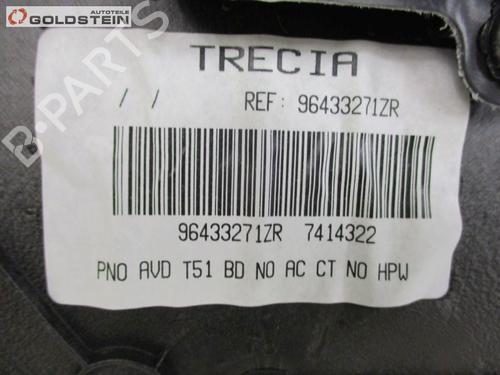 AUTOTEILE
GOLDSTEIN
TRECIA
/ / REF: 96433271ZR
96433271ZR 7414322
PNO AVD T51 BD NO AC CT NO HPW
B-PARTS